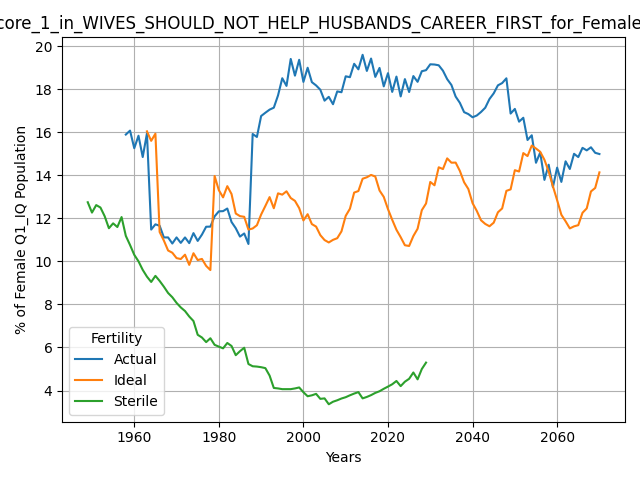 core_1_in_WIVES_SHOULD_NOT_HELP_HUSBANDS_CAREER_FIRST_for_Female
% of Female Q1_IQ Population
20
18
16
14
12
10
8
6
4
Fertility
Actual
Ideal
Sterile
1960 1980 2000 2020 2040 2060
Years